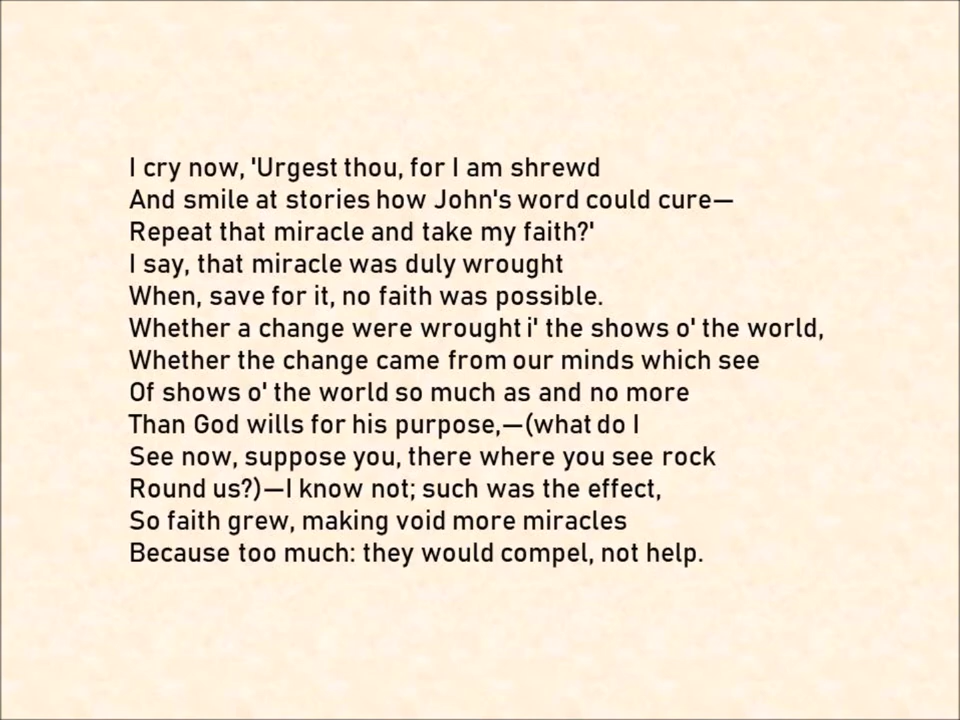 I cry now, 'Urgest thou, for I am shrewd
And smile at stories how John's word could cure—
Repeat that miracle and take my faith?'
I say, that miracle was duly wrought
When, save for it, no faith was possible.
Whether a change were wrought i' the shows o' the world,
Whether the change came from our minds which see
Of shows o' the world so much as and no more
Than God wills for his purpose,—(what do I
See now, suppose you, there where you see rock
Round us?)—I know not; such was the effect,
So faith grew, making void more miracles
Because too much: they would compel, not help.